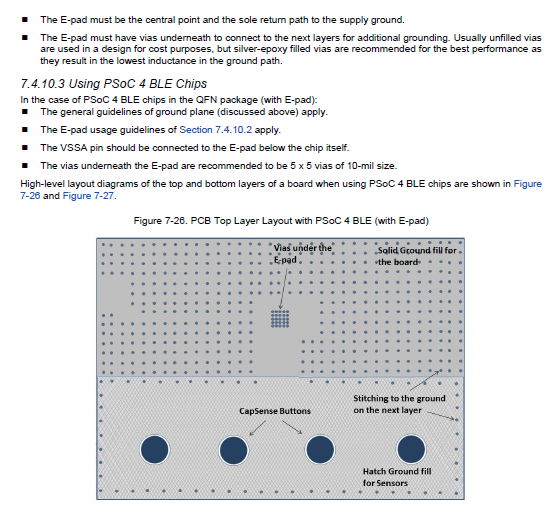 ■ The E-pad must be the central point and the sole return path to the supply ground.
■ The E-pad must have vias underneath to connect to the next layers for additional grounding. Usually unfilled vias
are used in a design for cost purposes, but silver-epoxy filled vias are recommended for the best performance as
they result in the lowest inductance in the ground path.
7.4.10.3 Using PSoC 4 BLE Chips
In the case of PSoC 4 BLE chips in the QFN package (with E-pad):
■ The general guidelines of ground plane (discussed above) apply.
■ The E-pad usage guidelines of Section 7.4.10.2 apply.
■ The VSSA pin should be connected to the E-pad below the chip itself.
■ The vias underneath the E-pad are recommended to be 5 x 5 vias of 10-mil size.
High-level layout diagrams of the top and bottom layers of a board when using PSoC 4 BLE chips are shown in Figure
7-26 and Figure 7-27.
Figure 7-26. PCB Top Layer Layout with PSoC 4 BLE (with E-pad)
Vias under the
E-pad
Solid Ground fill for
the board
Stitching to the ground
on the next layer
CapSense Buttons
Hatch Ground fill
for Sensors